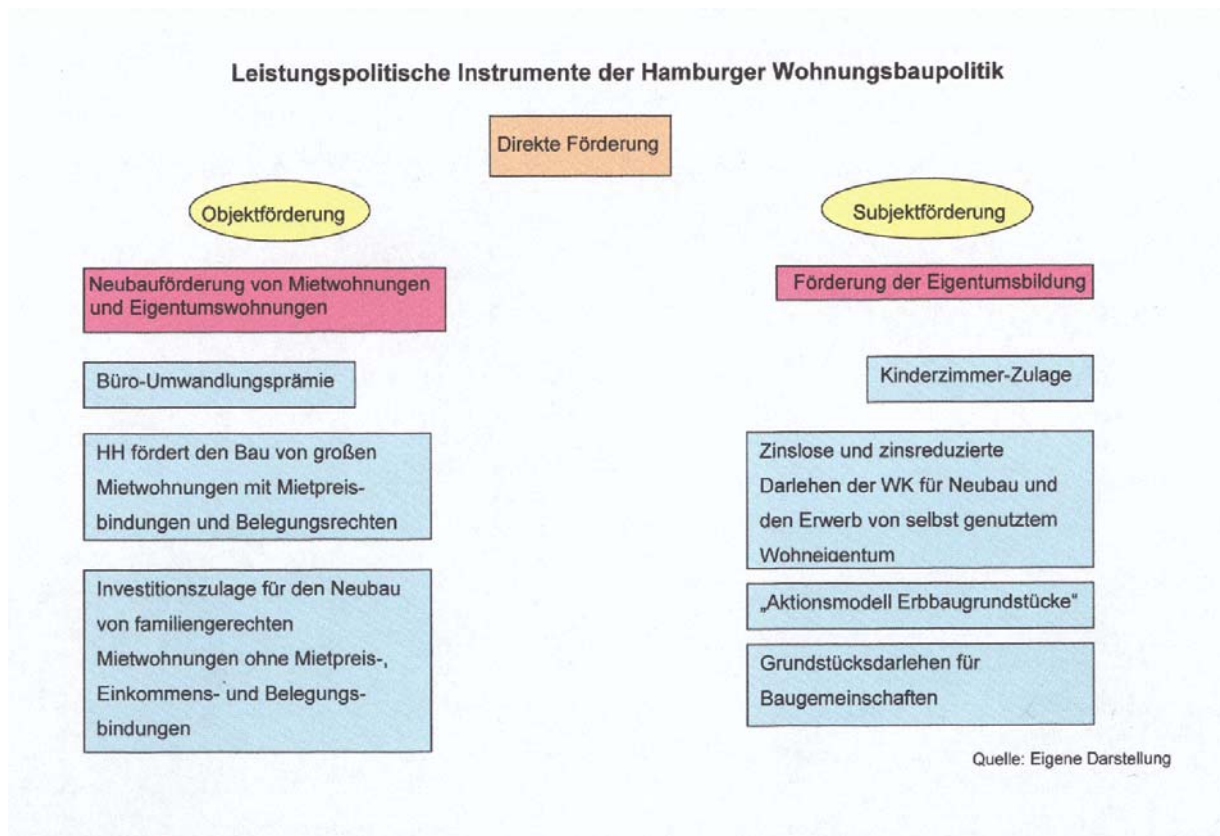 Leistungspolitische Instrumente der Hamburger Wohnungsbaupolitik
Direkte Förderung
Objektförderung
Neubauförderung von Mietwohnungen
und Eigentumswohnungen
Büro-Umwandlungsprämie
HH fördert den Bau von großen
Mietwohnungen mit Mietpreis-
bindungen und Belegungsrechten
Investitionszulage für den Neubau
von familiengerechten
Mietwohnungen ohne Mietpreis-,
Einkommens- und Belegungs-
bindungen
Subjektförderung
Förderung der Eigentumsbildung
Kinderzimmer-Zulage
Zinslose und zinsreduzierte
Darlehen der WK für Neubau und
den Erwerb von selbst genutztem
Wohneigentum
„Aktionsmodell Erbbaugrundstücke“
Grundstücksdarlehen für
Baugemeinschaften
Quelle: Eigene Darstellung